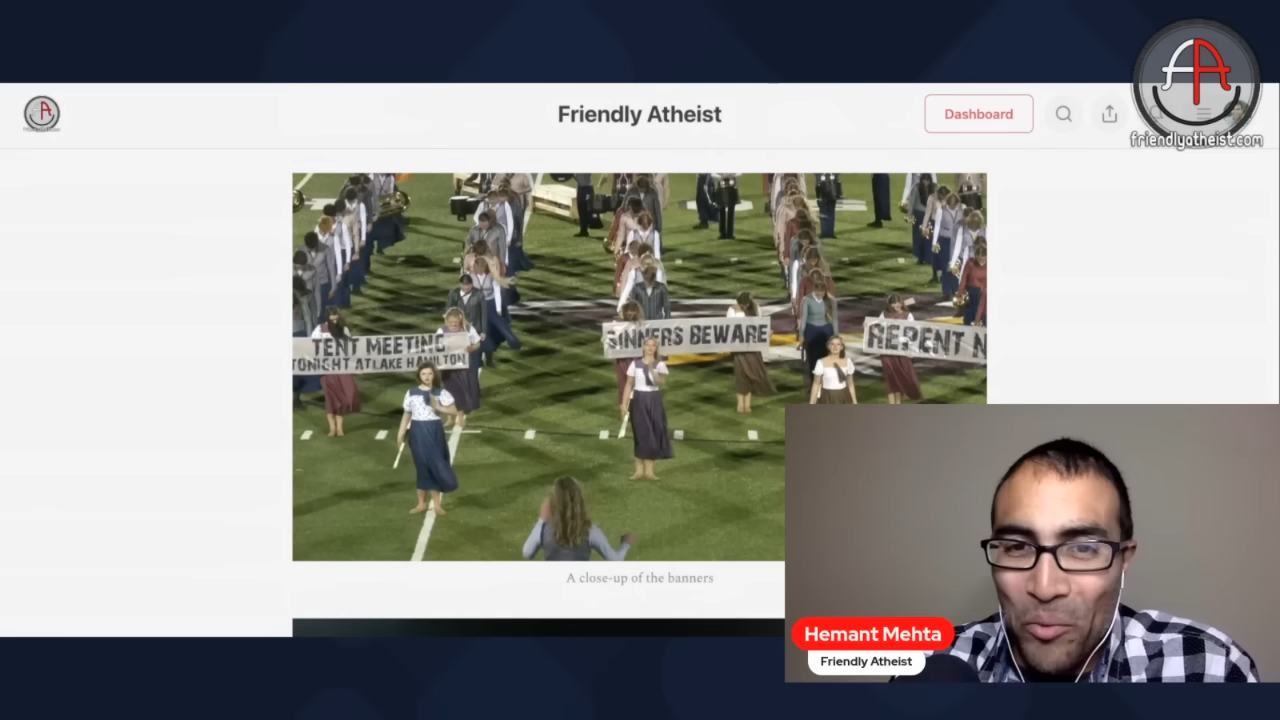 Friendly Atheist
Dashboard
friendlyatheist.com
TENT MEETING
TONIGHT AT LAKE HAMILTON
SINNERS BEWARE
REPENT N
A close-up of the banners
Hemant Mehta
Friendly Atheist